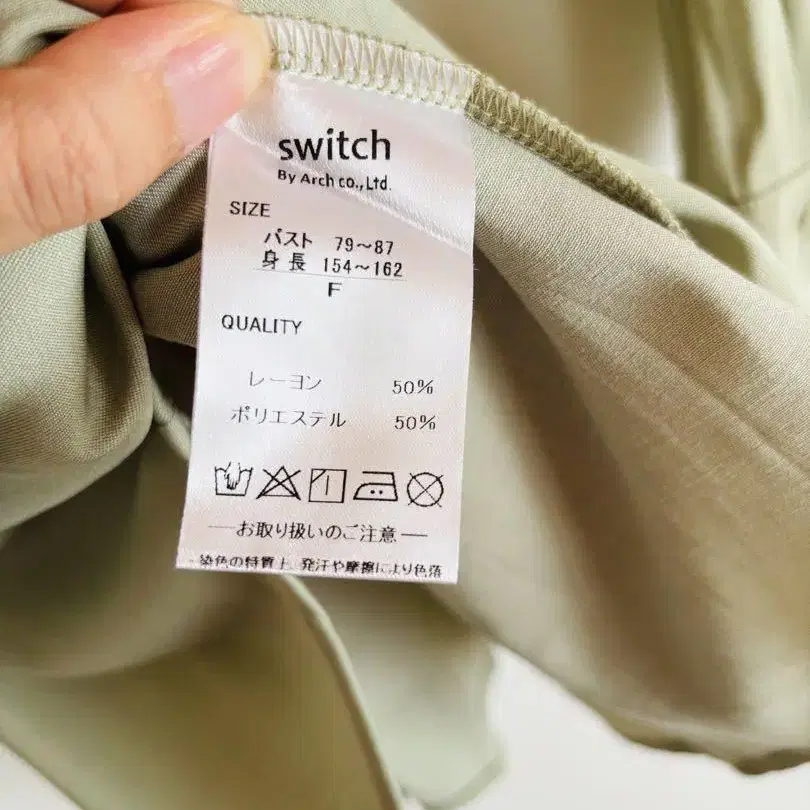 switch
By Arch co.,Ltd.
SIZE
バスト 79～87
身長 154～162
F
QUALITY
レーヨン 50%
ポリエステル 50%
―お取り扱いのご注意―
染色の特質上、発汗や摩擦により色落